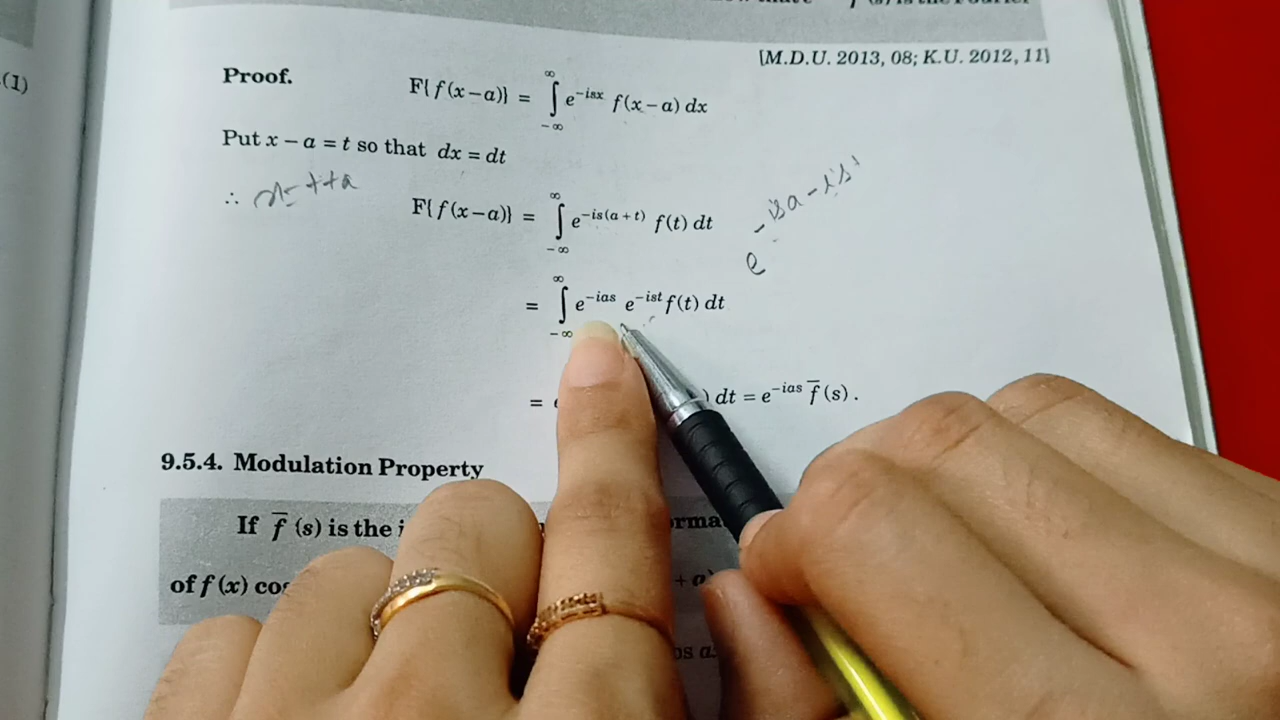 (1)
[M.D.U. 2013, 08; K.U. 2012, 11]
Proof. F{ f(x−a)} = ∫_{−∞}^{∞} e^{−isx} f(x−a) dx
Put x − a = t so that dx = dt
∴ x = t+a
F{ f(x−a)} = ∫_{−∞}^{∞} e^{−is(a+t)} f(t) dt
e^{−isa−ist}
= ∫_{−∞}^{∞} e^{−ias} e^{−ist} f(t) dt
= ) dt = e^{−ias} f̄(s).
9.5.4. Modulation Property
If f̄ (s) is the
of f (x)